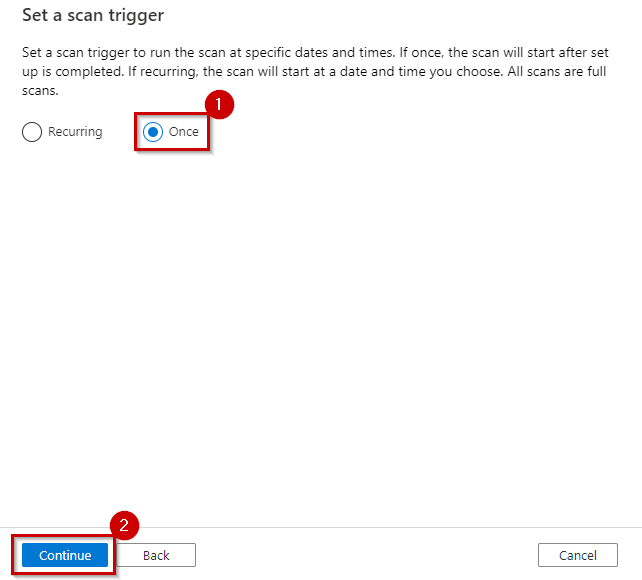 Set a scan trigger
Set a scan trigger to run the scan at specific dates and times. If once, the scan will start after set
up is completed. If recurring, the scan will start at a date and time you choose. All scans are full
scans.
1
Recurring Once
2
Continue Back Cancel